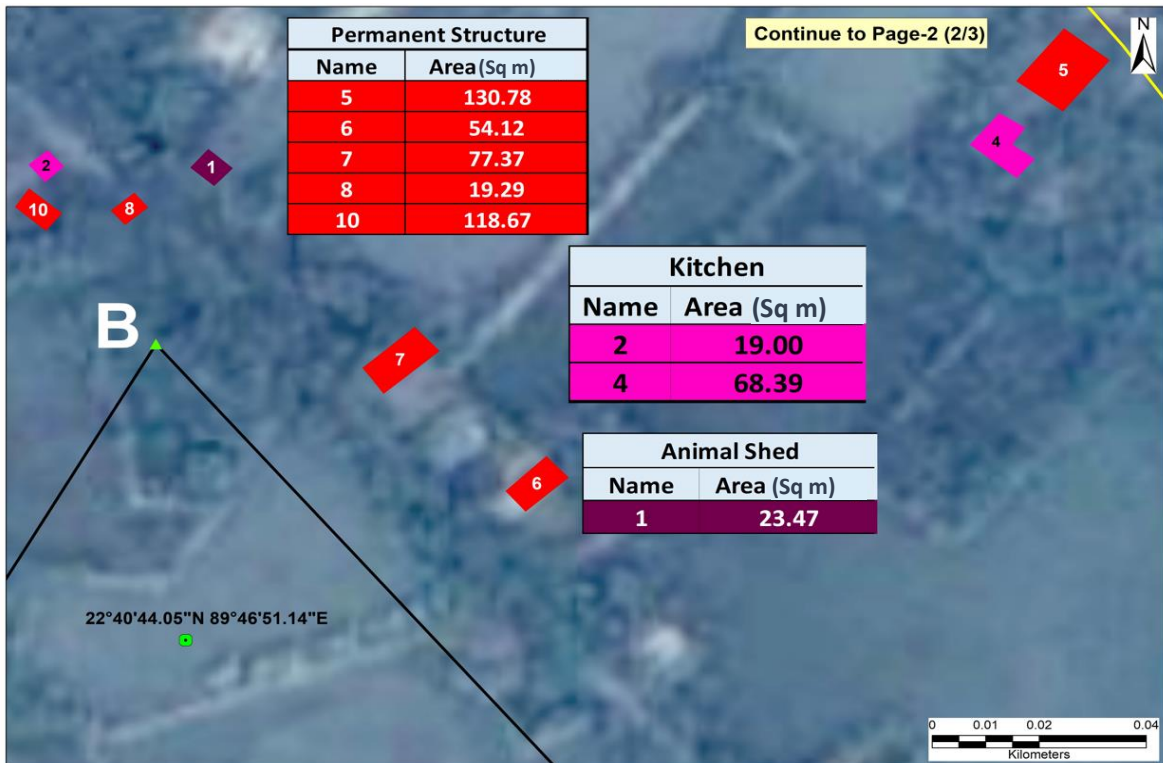 Continue to Page-2 (2/3)
N
Permanent Structure
Name Area (Sq m)
5 130.78
6 54.12
7 77.37
8 19.29
10 118.67
5
4
2
1
10
8
Kitchen
Name Area (Sq m)
2 19.00
4 68.39
B
7
6
Animal Shed
Name Area (Sq m)
1 23.47
22°40'44.05"N 89°46'51.14"E
0 0.01 0.02 0.04
Kilometers